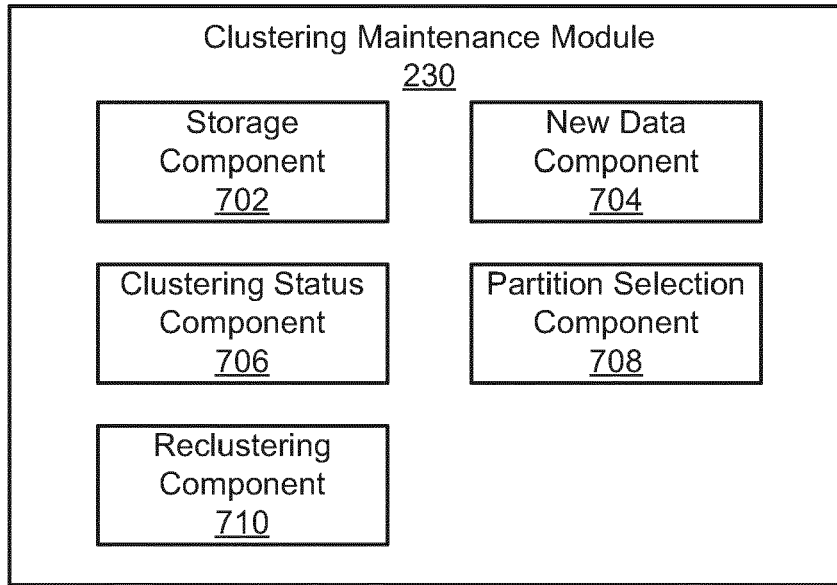 Clustering Maintenance Module
230
Storage
Component
702
New Data
Component
704
Clustering Status
Component
706
Partition Selection
Component
708
Reclustering
Component
710